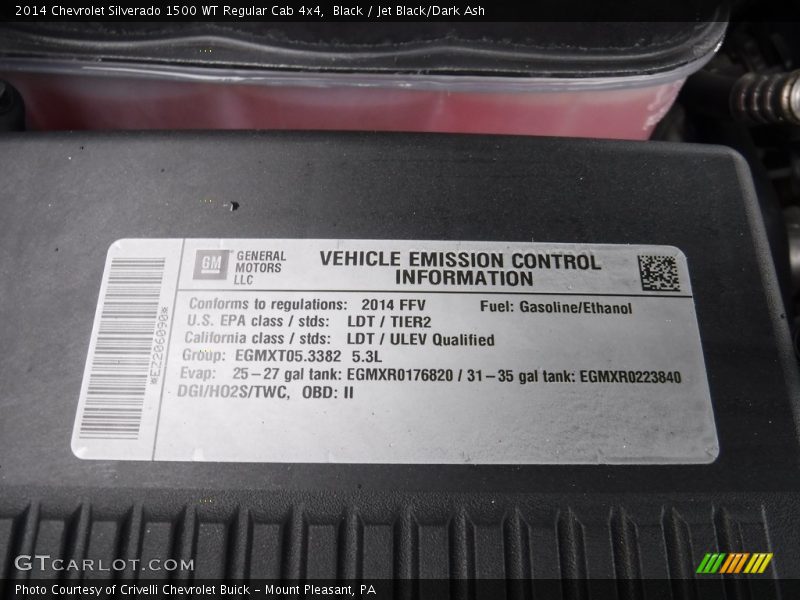 2014 Chevrolet Silverado 1500 WT Regular Cab 4x4, Black / Jet Black/Dark Ash
GM GENERAL MOTORS LLC
VEHICLE EMISSION CONTROL
INFORMATION
*EZ206090*
Conforms to regulations: 2014 FFV Fuel: Gasoline/Ethanol
U.S. EPA class / stds: LDT / TIER2
California class / stds: LDT / ULEV Qualified
Group: EGMXT05.3382 5.3L
Evap: 25-27 gal tank: EGMXR0176820 / 31-35 gal tank: EGMXR0223840
DGI/HO2S/TWC, OBD: II
GTCARLOT.COM
Photo Courtesy of Crivelli Chevrolet Buick - Mount Pleasant, PA